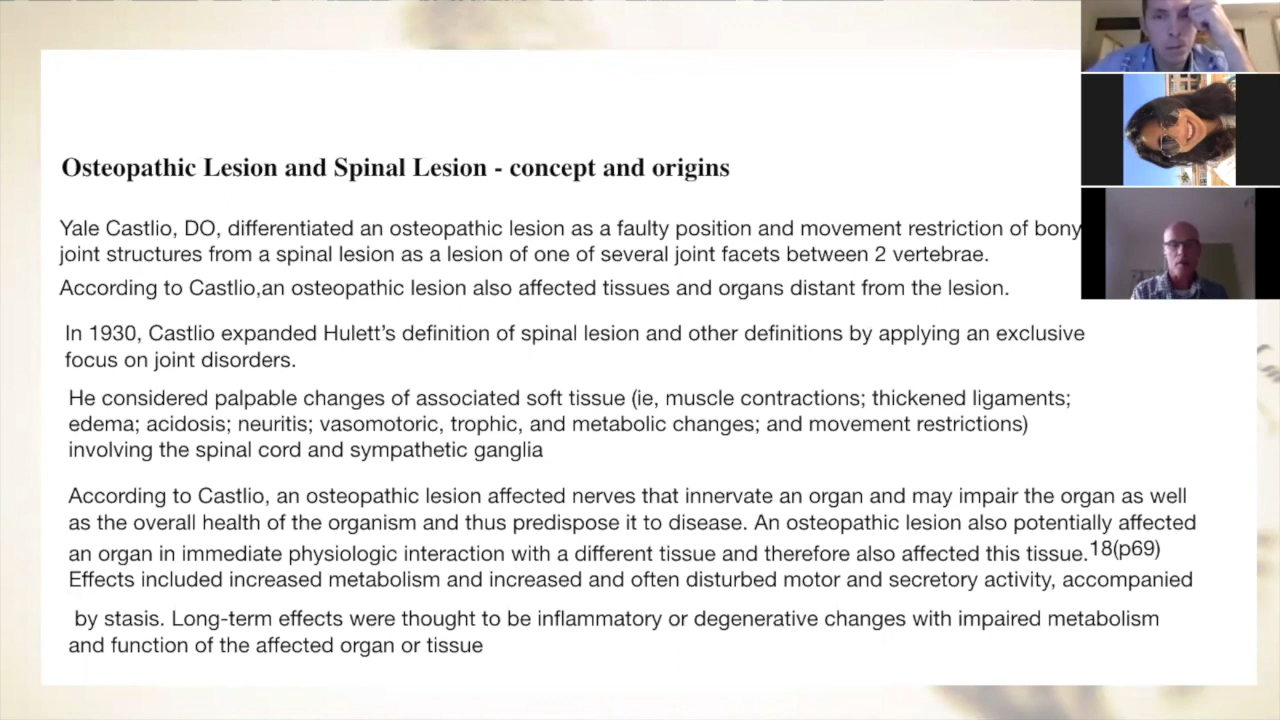 Osteopathic Lesion and Spinal Lesion - concept and origins
Yale Castlio, DO, differentiated an osteopathic lesion as a faulty position and movement restriction of bony
joint structures from a spinal lesion as a lesion of one of several joint facets between 2 vertebrae.
According to Castlio,an osteopathic lesion also affected tissues and organs distant from the lesion.
In 1930, Castlio expanded Hulett’s definition of spinal lesion and other definitions by applying an exclusive
focus on joint disorders.
He considered palpable changes of associated soft tissue (ie, muscle contractions; thickened ligaments;
edema; acidosis; neuritis; vasomotoric, trophic, and metabolic changes; and movement restrictions)
involving the spinal cord and sympathetic ganglia
According to Castlio, an osteopathic lesion affected nerves that innervate an organ and may impair the organ as well
as the overall health of the organism and thus predispose it to disease. An osteopathic lesion also potentially affected
an organ in immediate physiologic interaction with a different tissue and therefore also affected this tissue.18(p69)
Effects included increased metabolism and increased and often disturbed motor and secretory activity, accompanied
by stasis. Long-term effects were thought to be inflammatory or degenerative changes with impaired metabolism
and function of the affected organ or tissue